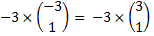 −3 × (−3 1) = −3 × (3 1)